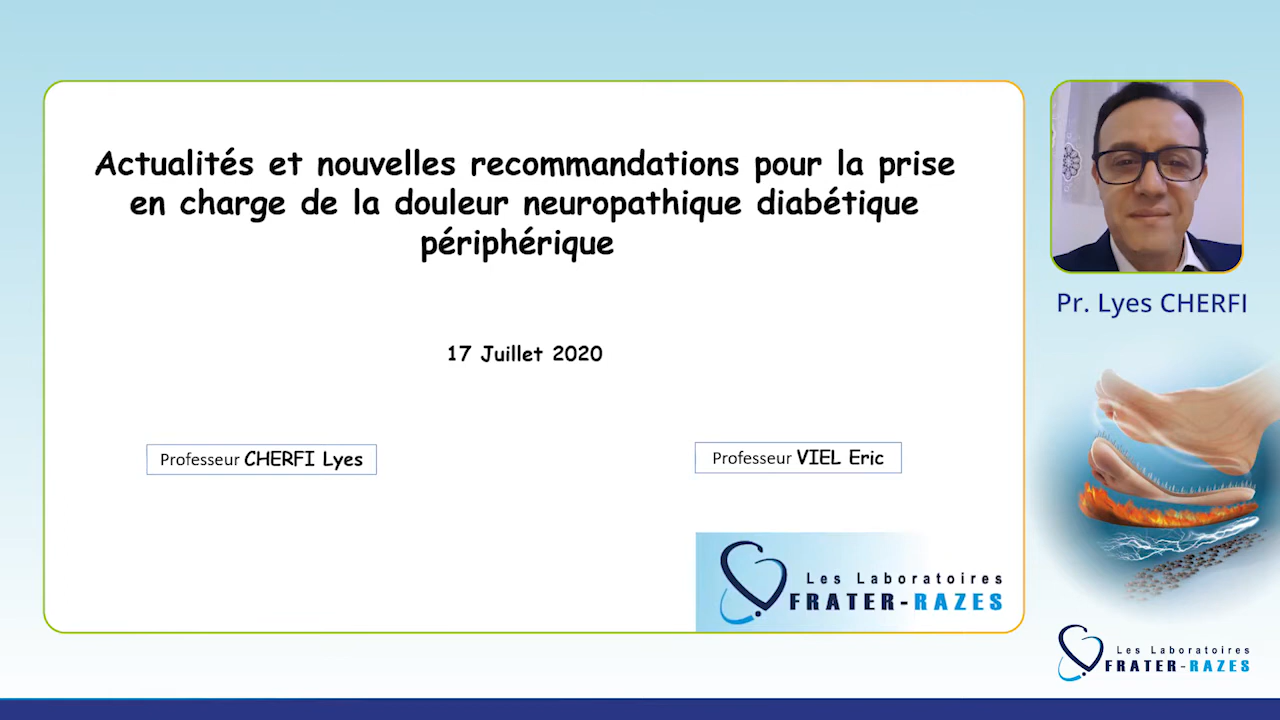 Actualités et nouvelles recommandations pour la prise
en charge de la douleur neuropathique diabétique
périphérique
17 Juillet 2020
Professeur CHERFI Lyes
Professeur VIEL Eric
Les Laboratoires
FRATER-RAZES
Pr. Lyes CHERFI
Les Laboratoires
FRATER-RAZES